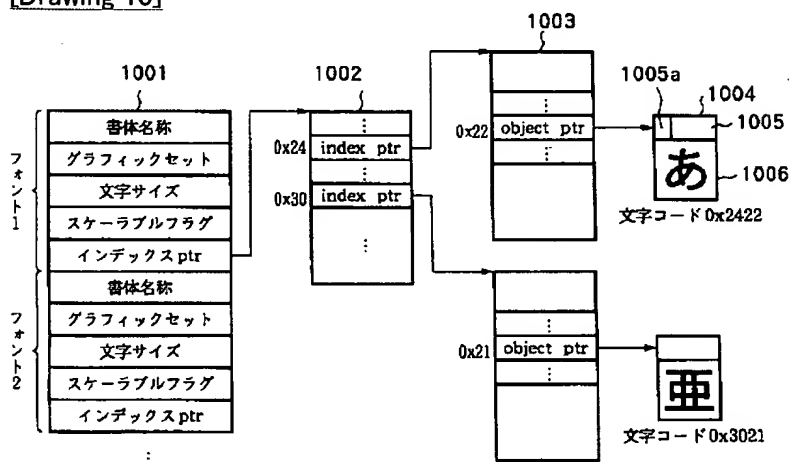 [Drawing 10]
1001
フォント1
書体名称
グラフィックセット
文字サイズ
スケーラブルフラグ
インデックスptr
フォント2
書体名称
グラフィックセット
文字サイズ
スケーラブルフラグ
インデックスptr
⋮
1002
⋮
0x24 index ptr
⋮
0x30 index ptr
⋮
1003
⋮
0x22 object ptr
⋮
1005a
1004
1005
あ
1006
文字コード0x2422
⋮
0x21 object ptr
⋮
亜
文字コード0x3021